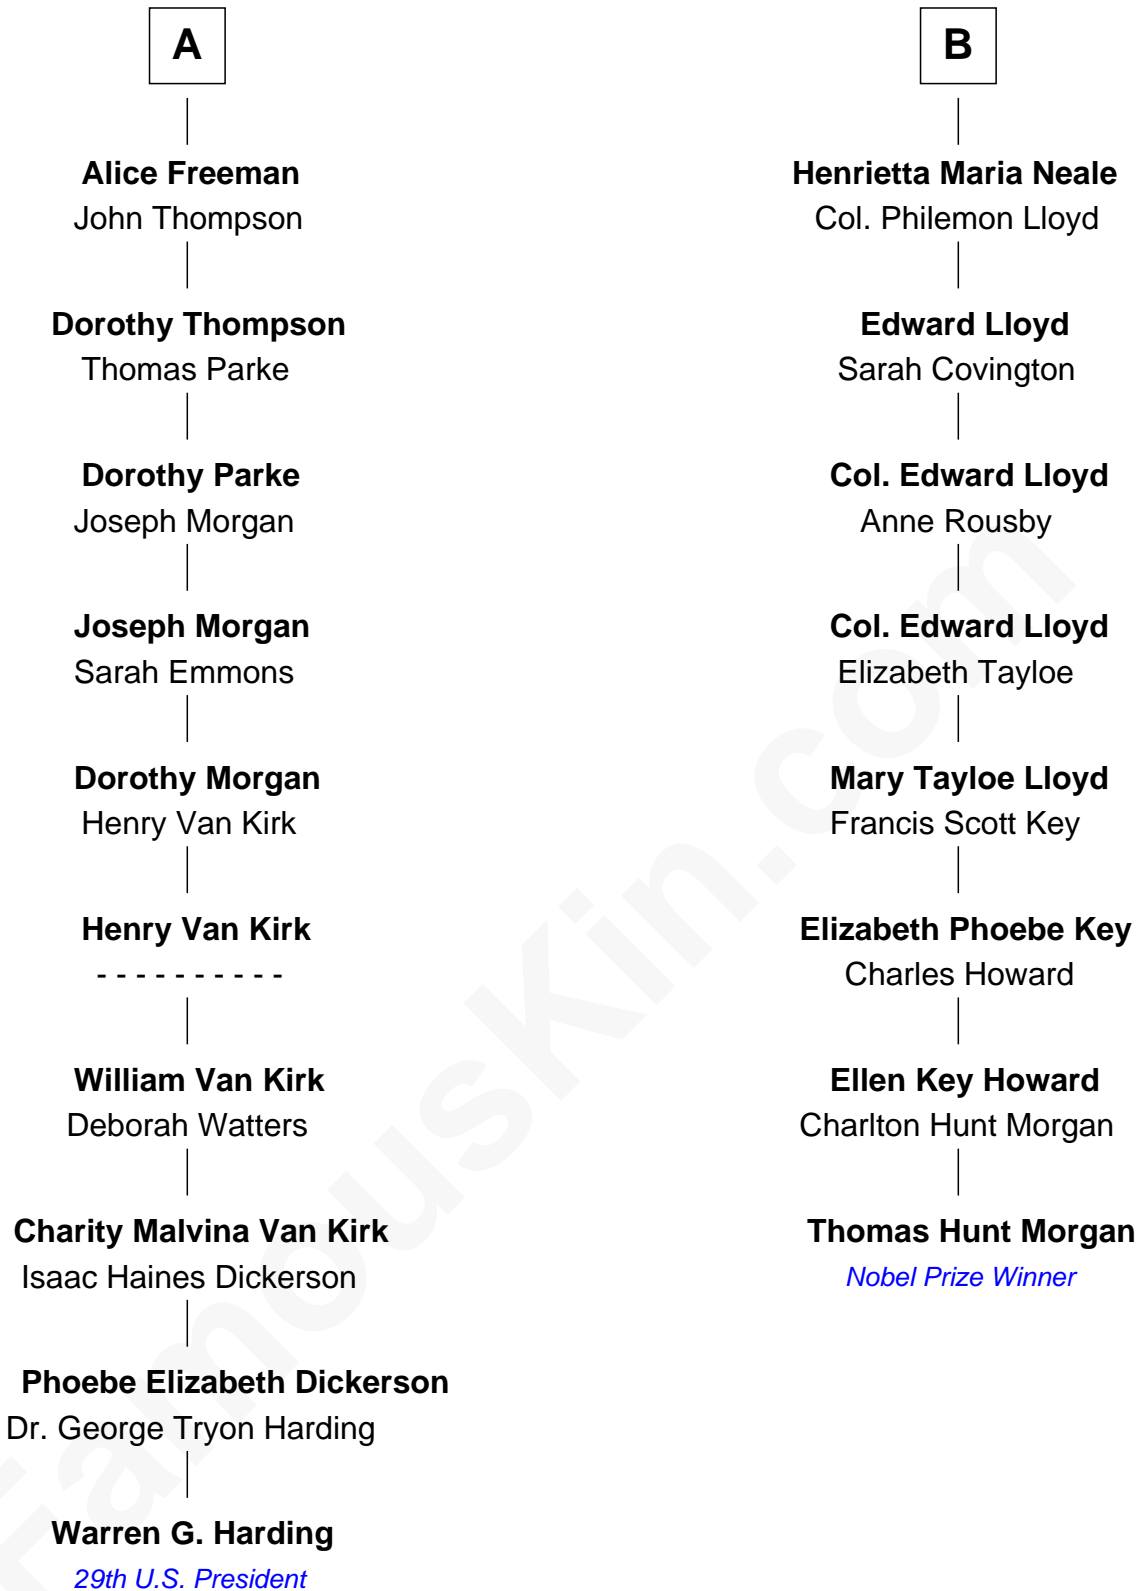 A
Alice Freeman
John Thompson
Dorothy Thompson
Thomas Parke
Dorothy Parke
Joseph Morgan
Joseph Morgan
Sarah Emmons
Dorothy Morgan
Henry Van Kirk
Henry Van Kirk
- - - - - - - - - -
William Van Kirk
Deborah Watters
Charity Malvina Van Kirk
Isaac Haines Dickerson
Phoebe Elizabeth Dickerson
Dr. George Tryon Harding
Warren G. Harding
29th U.S. President
B
Henrietta Maria Neale
Col. Philemon Lloyd
Edward Lloyd
Sarah Covington
Col. Edward Lloyd
Anne Rousby
Col. Edward Lloyd
Elizabeth Tayloe
Mary Tayloe Lloyd
Francis Scott Key
Elizabeth Phoebe Key
Charles Howard
Ellen Key Howard
Charlton Hunt Morgan
Thomas Hunt Morgan
Nobel Prize Winner
FamousKin.com